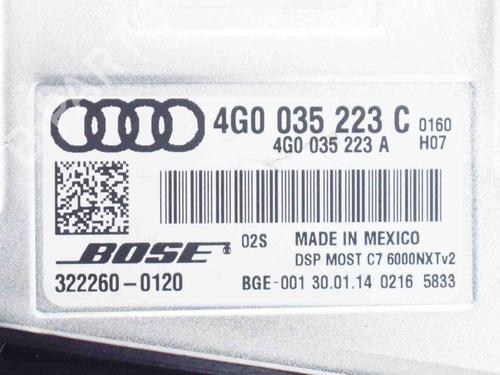 4G0 035 223 C 0160
4G0 035 223 A H07
BOSE 02S MADE IN MEXICO
DSP MOST C7 6000NXTv2
322260-0120 BGE-001 30.01.14 0216 5833